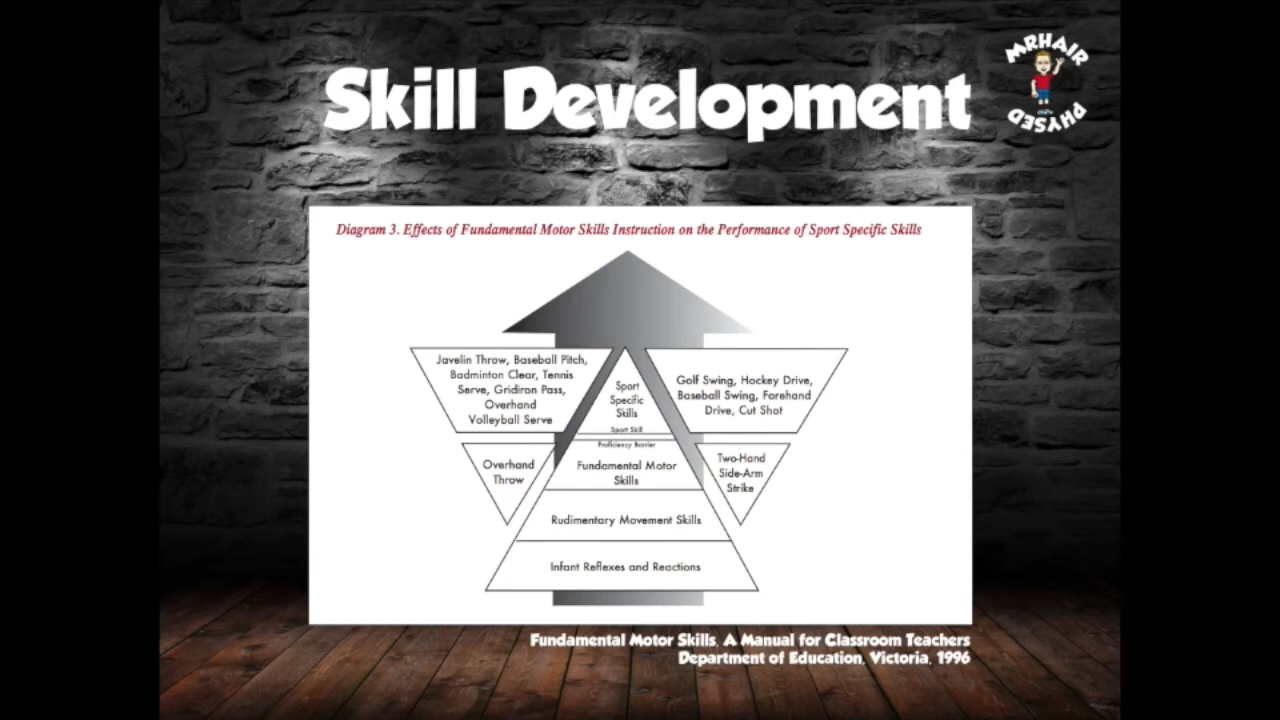 Skill Development
MRHAIR
PHYSED
Diagram 3. Effects of Fundamental Motor Skills Instruction on the Performance of Sport Specific Skills
Javelin Throw, Baseball Pitch,
Badminton Clear, Tennis
Serve, Gridiron Pass,
Overhand
Volleyball Serve
Sport
Specific
Skills
Sport Skill
Golf Swing, Hockey Drive,
Baseball Swing, Forehand
Drive, Cut Shot
Overhand
Throw
Proficiency Barrier
Fundamental Motor
Skills
Two-Hand
Side-Arm
Strike
Rudimentary Movement Skills
Infant Reflexes and Reactions
Fundamental Motor Skills, A Manual for Classroom Teachers
Department of Education, Victoria, 1996